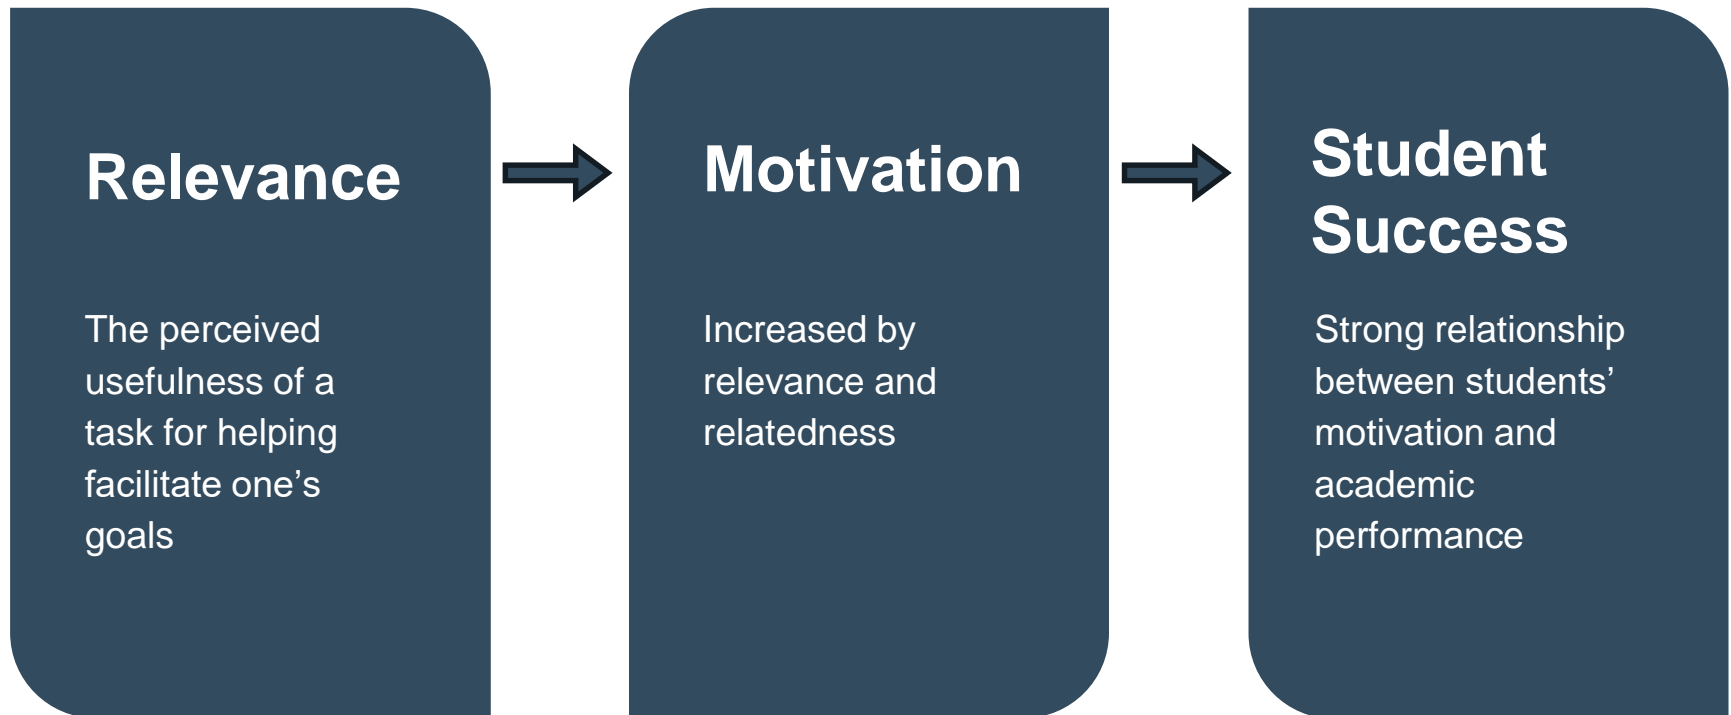 Relevance
The perceived
usefulness of a
task for helping
facilitate one’s
goals
Motivation
Increased by
relevance and
relatedness
Student
Success
Strong relationship
between students’
motivation and
academic
performance